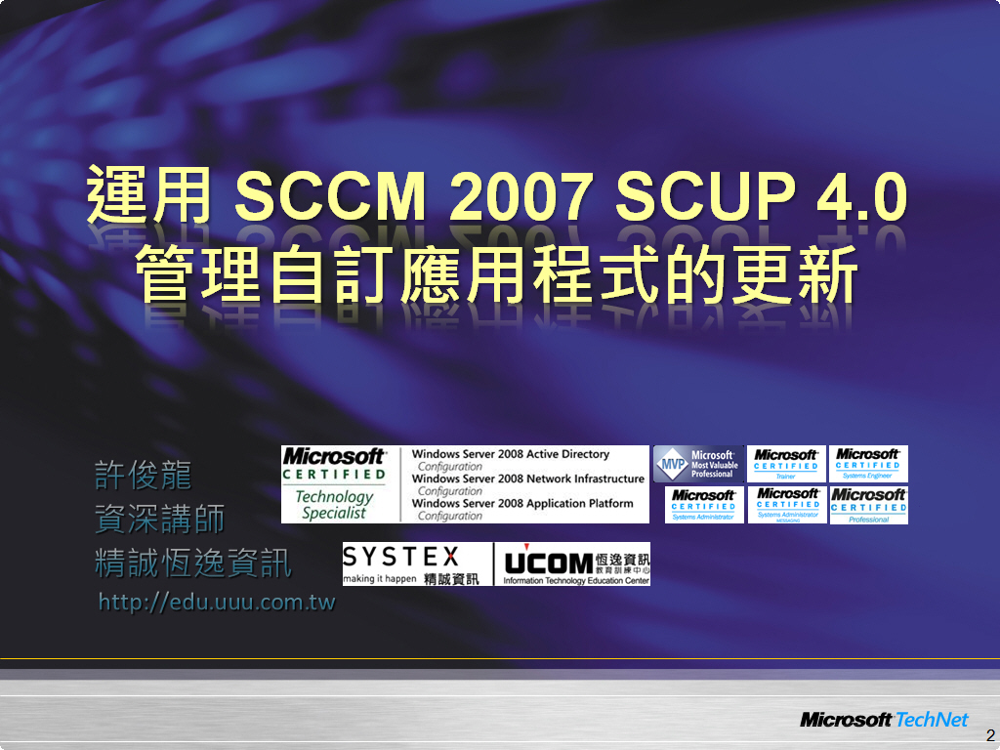 運用 SCCM 2007 SCUP 4.0
管理自訂應用程式的更新
許俊龍
資深講師
精誠恆逸資訊
http://edu.uuu.com.tw
Microsoft
CERTIFIED
Technology
Specialist
Windows Server 2008 Active Directory
Configuration
Windows Server 2008 Network Infrastructure
Configuration
Windows Server 2008 Application Platform
Configuration
MVP
Microsoft
Most Valuable
Professional
Microsoft
CERTIFIED
Trainer
Microsoft
CERTIFIED
Systems Engineer
Microsoft
CERTIFIED
Systems Administrator
Microsoft
CERTIFIED
Systems Administrator
MESSAGING
Microsoft
CERTIFIED
Professional
SYSTEX
making it happen 精誠資訊
UCOM 恆逸資訊
教育訓練中心
Information Technology Education Center
Microsoft TechNet
2